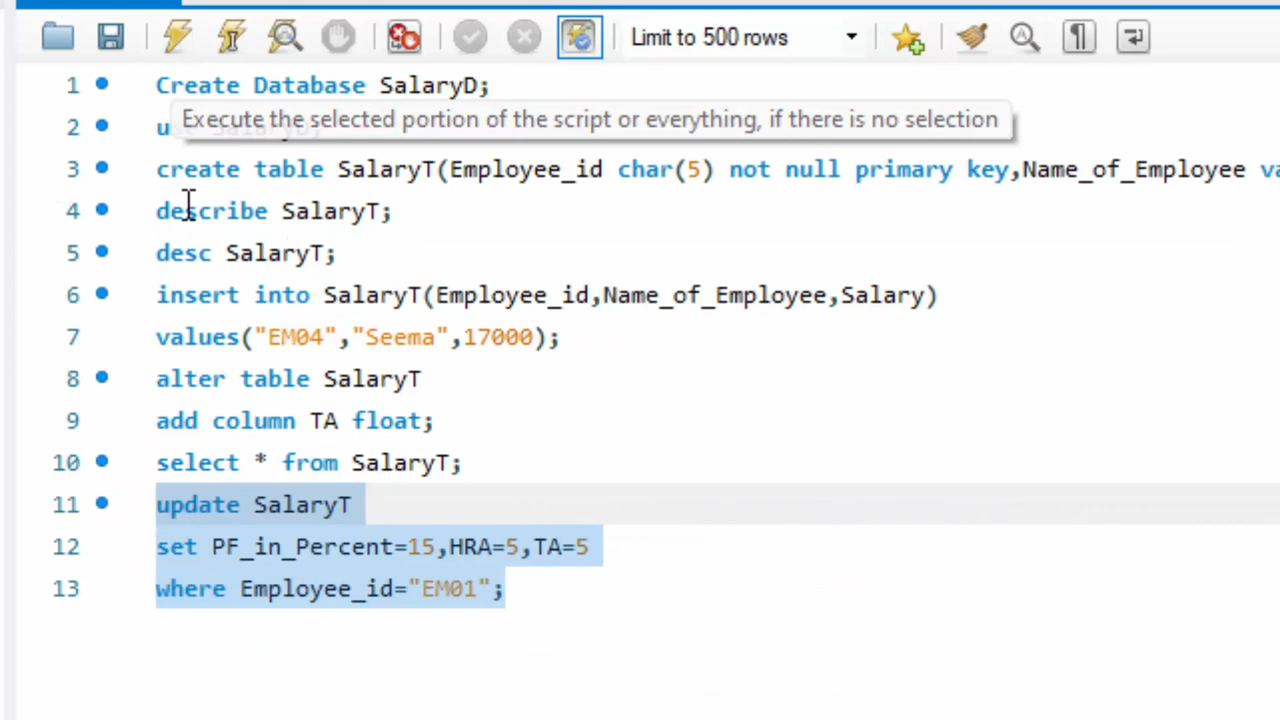 Limit to 500 rows
1 Create Database SalaryD;
Execute the selected portion of the script or everything, if there is no selection
2 use SalaryD;
3 create table SalaryT(Employee_id char(5) not null primary key,Name_of_Employee va
4 describe SalaryT;
5 desc SalaryT;
6 insert into SalaryT(Employee_id,Name_of_Employee,Salary)
7 values("EM04","Seema",17000);
8 alter table SalaryT
9 add column TA float;
10 select * from SalaryT;
11 update SalaryT
12 set PF_in_Percent=15,HRA=5,TA=5
13 where Employee_id="EM01";